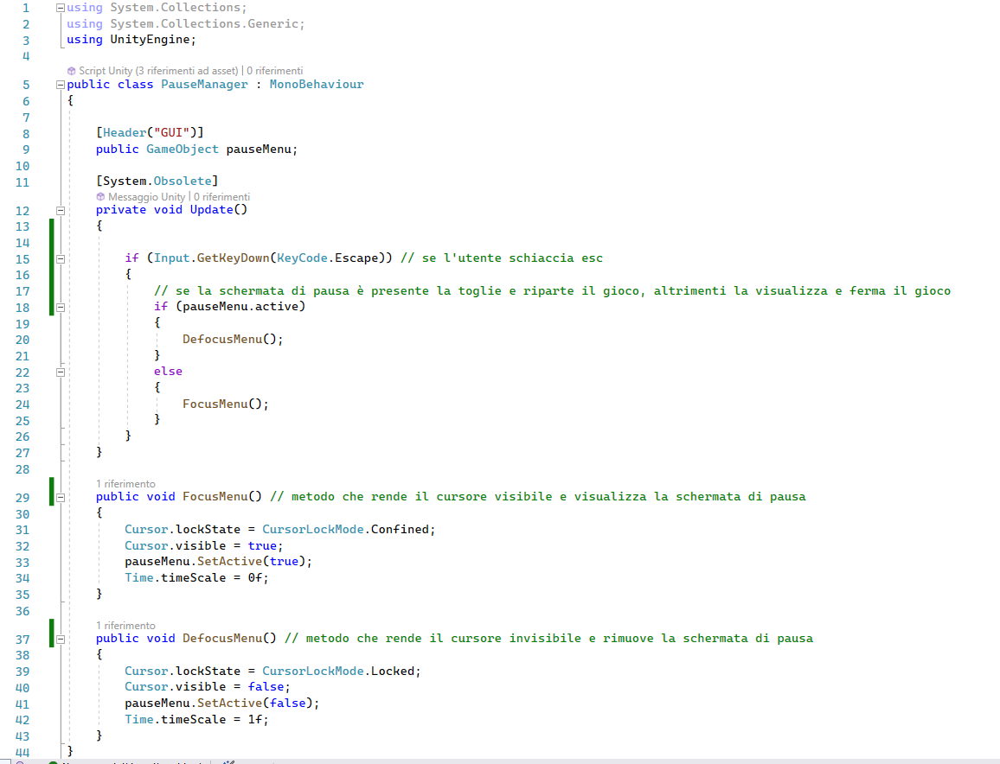 1 using System.Collections;
2 using System.Collections.Generic;
3 using UnityEngine;
4
Script Unity (3 riferimenti ad asset) | 0 riferimenti
5 public class PauseManager : MonoBehaviour
6 {
7
8 [Header("GUI")]
9 public GameObject pauseMenu;
10
11 [System.Obsolete]
Messaggio Unity | 0 riferimenti
12 private void Update()
13 {
14
15 if (Input.GetKeyDown(KeyCode.Escape)) // se l'utente schiaccia esc
16 {
17 // se la schermata di pausa è presente la toglie e riparte il gioco, altrimenti la visualizza e ferma il gioco
18 if (pauseMenu.active)
19 {
20 DefocusMenu();
21 }
22 else
23 {
24 FocusMenu();
25 }
26 }
27 }
28
1 riferimento
29 public void FocusMenu() // metodo che rende il cursore visibile e visualizza la schermata di pausa
30 {
31 Cursor.lockState = CursorLockMode.Confined;
32 Cursor.visible = true;
33 pauseMenu.SetActive(true);
34 Time.timeScale = 0f;
35 }
36
1 riferimento
37 public void DefocusMenu() // metodo che rende il cursore invisibile e rimuove la schermata di pausa
38 {
39 Cursor.lockState = CursorLockMode.Locked;
40 Cursor.visible = false;
41 pauseMenu.SetActive(false);
42 Time.timeScale = 1f;
43 }
44 }